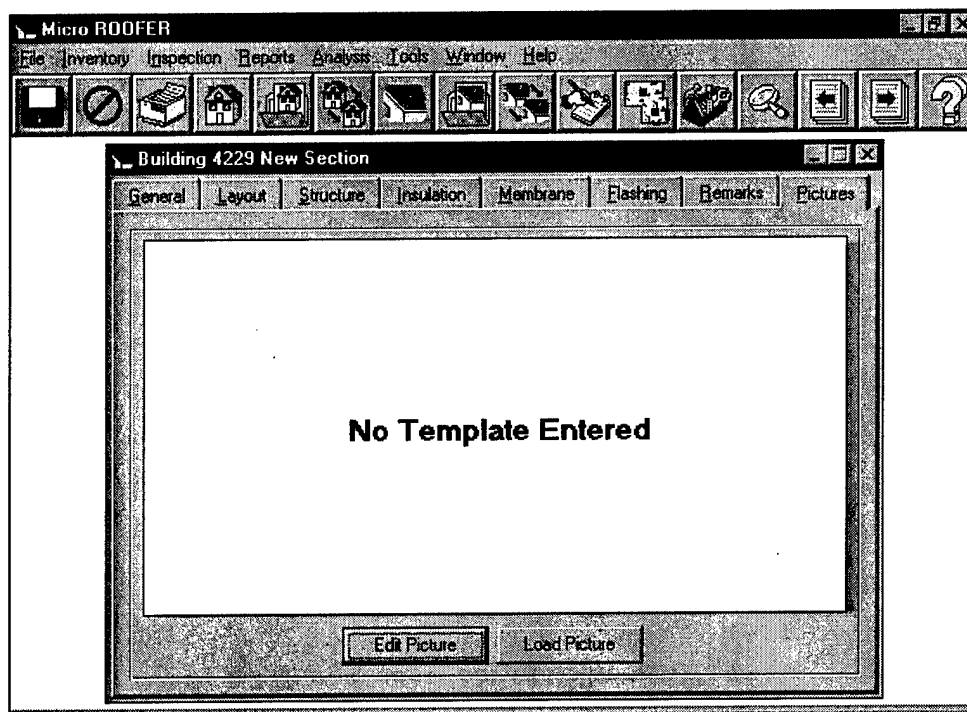 Micro ROOFER
File Inventory Inspection Reports Analysis Tools Window Help
Building 4229 New Section
General Layout Structure Insulation Membrane Flashing Remarks Pictures
No Template Entered
Edit Picture Load Picture